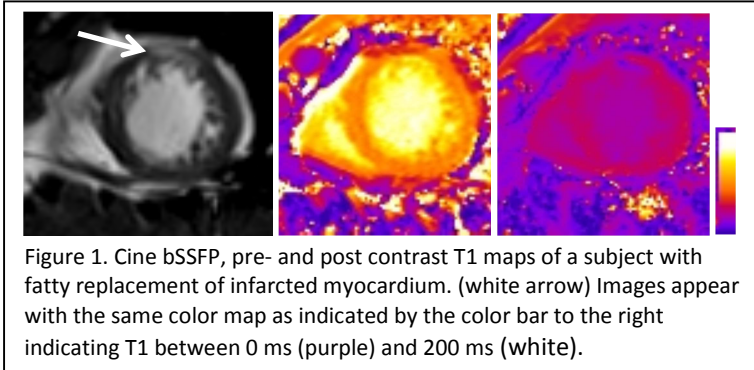 Figure 1. Cine bSSFP, pre- and post contrast T1 maps of a subject with
fatty replacement of infarcted myocardium. (white arrow) Images appear
with the same color map as indicated by the color bar to the right
indicating T1 between 0 ms (purple) and 200 ms (white).